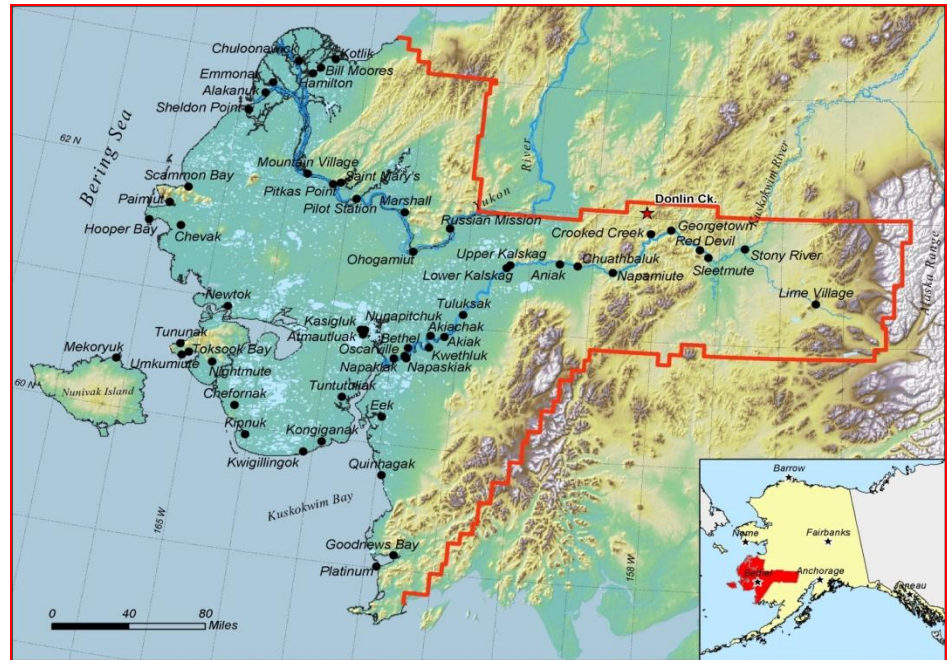 Chuloonawick
Kotlik
Bill Moores
Hamilton
Emmonak
Alakanuk
Sheldon Point
62 N
Bering Sea
Mountain Village
Saint Mary's
Scammon Bay
Pitkas Point
Paimiut
Pilot Station
Marshall
Yukon
River
Donlin Ck.
Kuskokwim River
Russian Mission
Hooper Bay
Chevak
Ohogamiut
Crooked Creek
Georgetown
Red Devil
Upper Kalskag
Chuathbaluk
Stony River
Lower Kalskag
Aniak
Napamiute
Sleetmute
Alaska Range
Lime Village
Newtok
Tuluksak
Kasigluk
Nunapitchuk
Atmautluak
Akiachak
Tununak
Bethel
Akiak
Mekoryuk
Toksook Bay
Oscarville
Kwethluk
Umkumiute
Napakiak
Napaskiak
Nightmute
60 N
Nunivak Island
Tuntutuliak
Chefornak
Eek
Kipnuk
Kongiganak
Kwigillingok
Quinhagak
Kuskokwim Bay
165 W
Goodnews Bay
Platinum
158 W
0 20 40 80
Miles
Barrow
Nome
Fairbanks
Bethel
Anchorage
Juneau